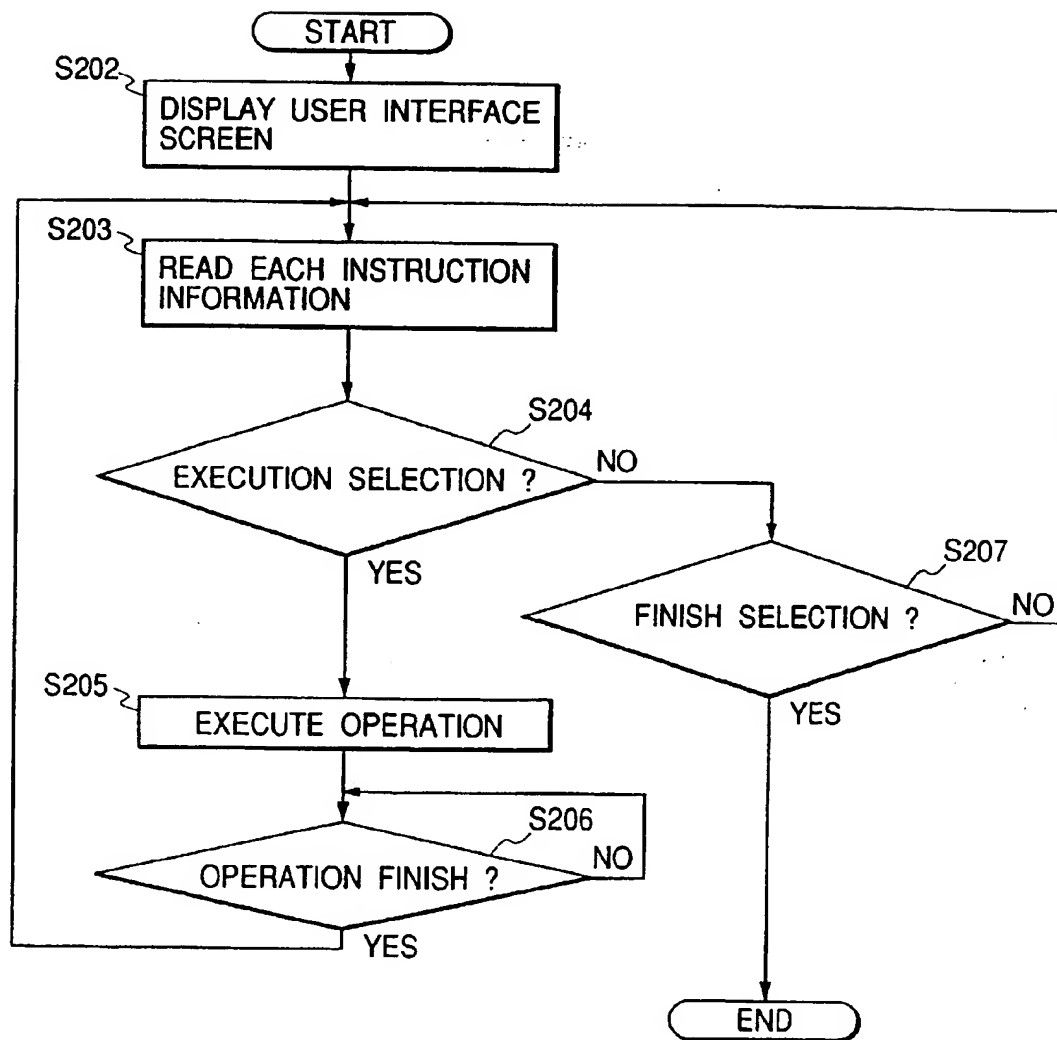 START
S202
DISPLAY USER INTERFACE
SCREEN
S203
READ EACH INSTRUCTION
INFORMATION
S204
EXECUTION SELECTION ?
NO
YES
S207
FINISH SELECTION ?
NO
YES
S205
EXECUTE OPERATION
S206
OPERATION FINISH ?
NO
YES
END